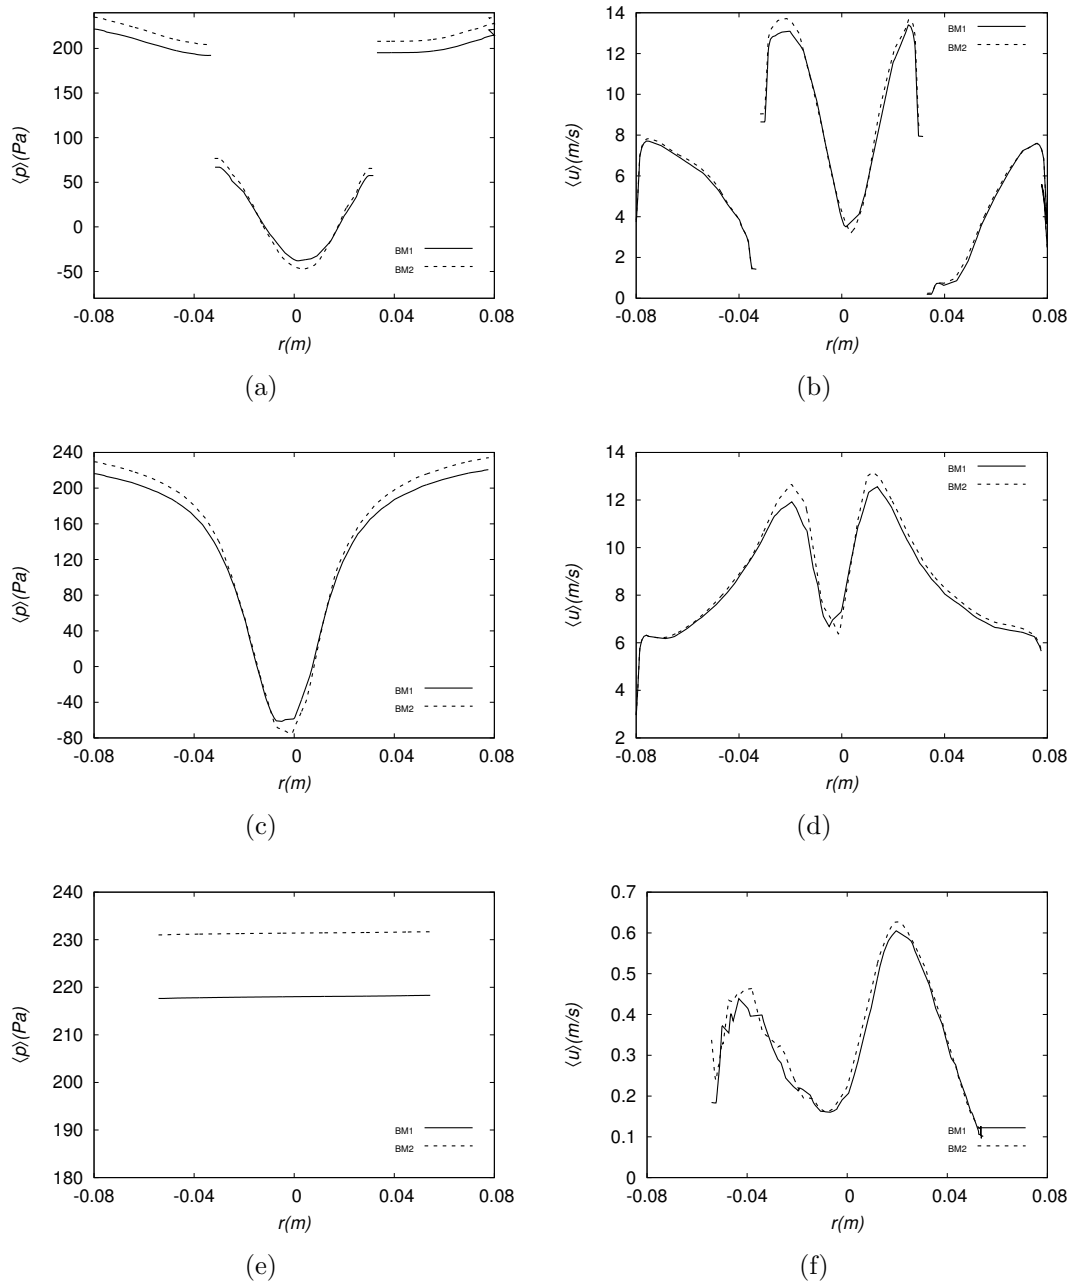 200
150
100
50
0
-50
-0.08 -0.04 0 0.04 0.08
⟨p⟩(Pa)
r(m)
BM1
BM2
(a)
14
12
10
8
6
4
2
0
-0.08 -0.04 0 0.04 0.08
⟨u⟩(m/s)
r(m)
BM1
BM2
(b)
240
200
160
120
80
40
0
-40
-80
-0.08 -0.04 0 0.04 0.08
⟨p⟩(Pa)
r(m)
BM1
BM2
(c)
14
12
10
8
6
4
2
-0.08 -0.04 0 0.04 0.08
⟨u⟩(m/s)
r(m)
BM1
BM2
(d)
240
230
220
210
200
190
180
-0.08 -0.04 0 0.04 0.08
⟨p⟩(Pa)
r(m)
BM1
BM2
(e)
0.7
0.6
0.5
0.4
0.3
0.2
0.1
0
-0.08 -0.04 0 0.04 0.08
⟨u⟩(m/s)
r(m)
BM1
BM2
(f)